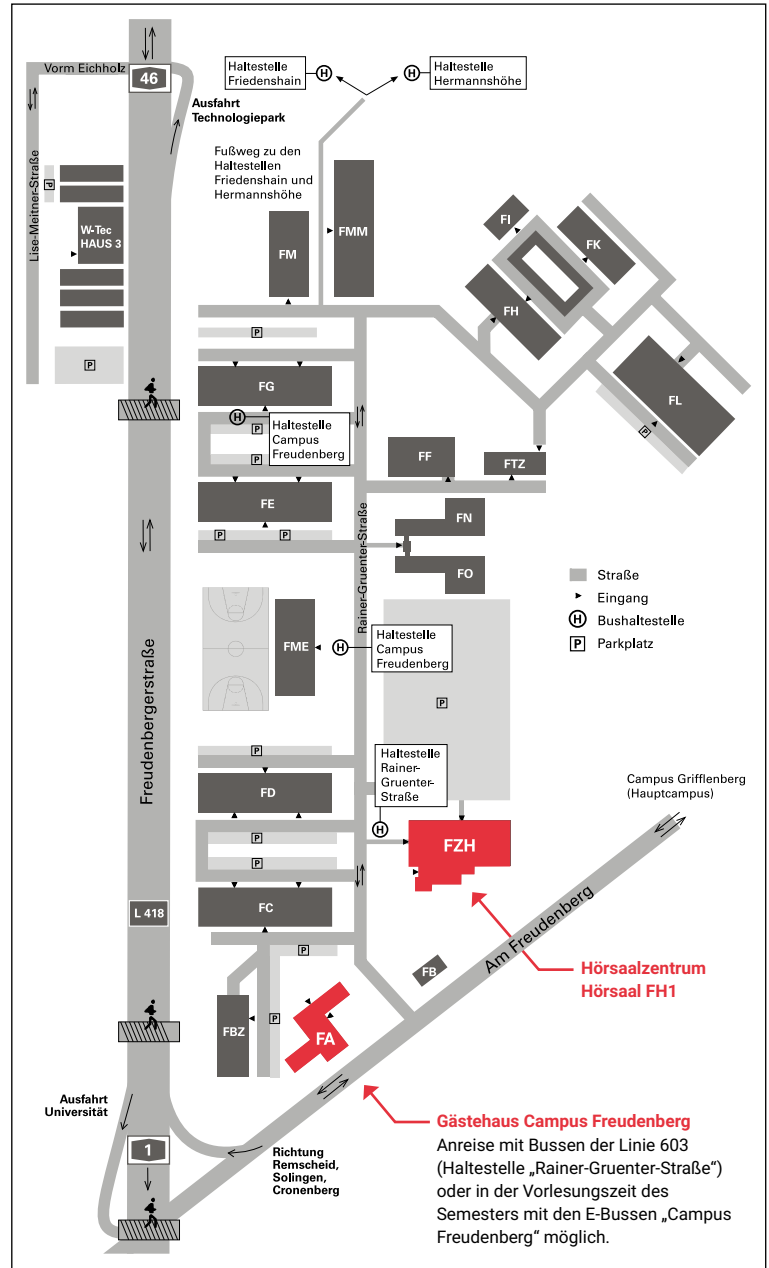 Haltestelle
Friedenshain
H
H
Haltestelle
Hermannshöhe
Vorm Eichholz
46
Ausfahrt
Technologiepark
Lise-Meitner-Straße
P
W-Tec
HAUS 3
P
Fußweg zu den
Haltestellen
Friedenshain und
Hermannshöhe
FM
FMM
FI
FK
FH
FL
P
P
FG
H
Haltestelle
Campus
Freudenberg
P
P
FF
FTZ
FE
P
P
FN
FO
Rainer-Gruenter-Straße
Straße
Eingang
H
Bushaltestelle
P
Parkplatz
FME
H
Haltestelle
Campus
Freudenberg
P
Freudenbergerstraße
P
FD
Haltestelle
Rainer-
Gruenter-
Straße
H
Campus Grifflenberg
(Hauptcampus)
P
P
FZH
FC
L 418
P
Am Freudenberg
FB
Hörsaalzentrum
Hörsaal FH1
FBZ
P
FA
Ausfahrt
Universität
1
Richtung
Remscheid,
Solingen,
Cronenberg
Gästehaus Campus Freudenberg
Anreise mit Bussen der Linie 603
(Haltestelle „Rainer-Gruenter-Straße“)
oder in der Vorlesungszeit des
Semesters mit den E-Bussen „Campus
Freudenberg“ möglich.